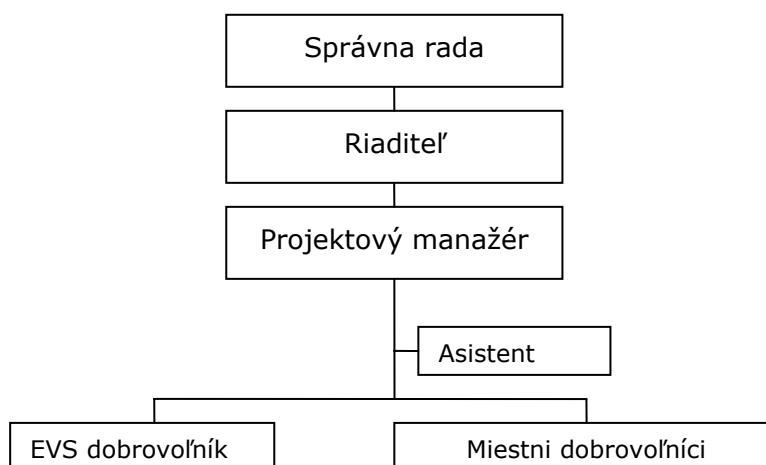 Správna rada
Riaditeľ
Projektový manažér
Asistent
EVS dobrovoľník
Miestni dobrovoľníci